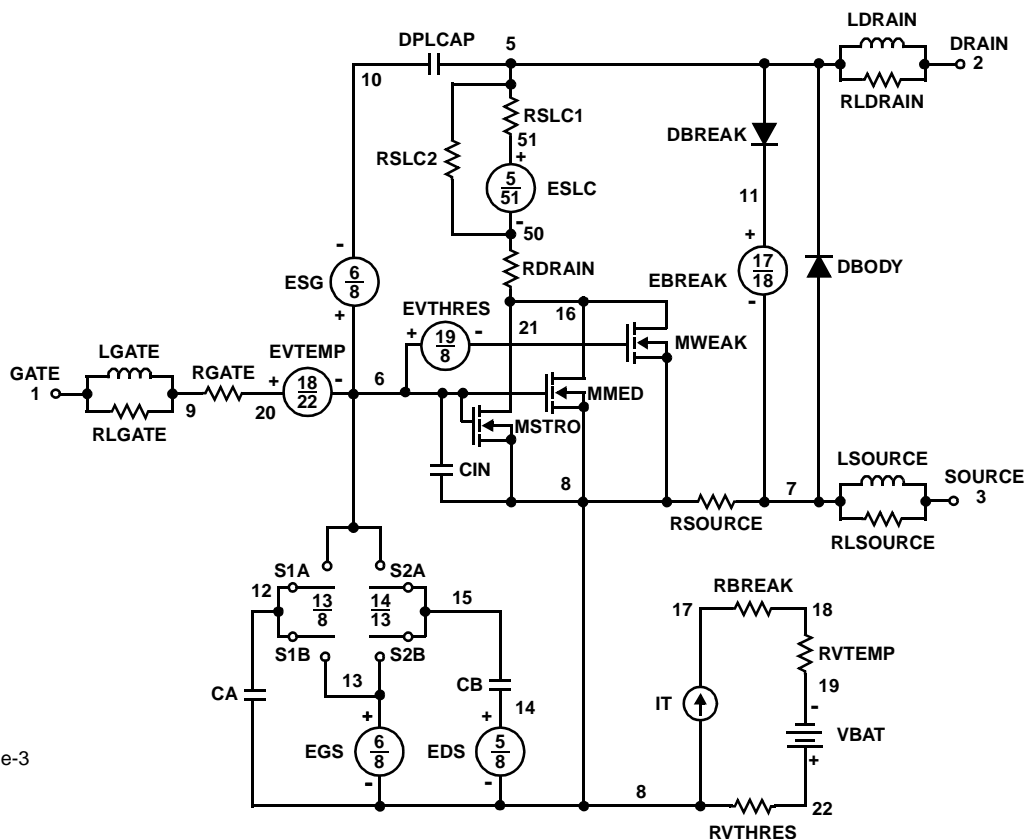 LDRAIN
DPLCAP
5
DRAIN
2
10
RLDRAIN
RSLC1
DBREAK
51
+
RSLC2
5
51
ESLC
11
-
50
-
+
17
18
EBREAK
-
DBODY
RDRAIN
6
8
ESG
+
EVTHRES
16
21
+
19
8
-
MWEAK
LGATE
EVTEMP
GATE
1
RGATE
+
18
22
-
6
MMED
9
20
MSTRO
RLGATE
LSOURCE
CIN
8
7
SOURCE
3
RSOURCE
RLSOURCE
S1A
S2A
12
13
8
14
13
15
RBREAK
17
18
S1B
S2B
RVTEMP
13
CB
19
CA
14
IT
-
+
+
VBAT
EGS
6
8
EDS
5
8
+
-
-
8
22
RVTHRES
e-3